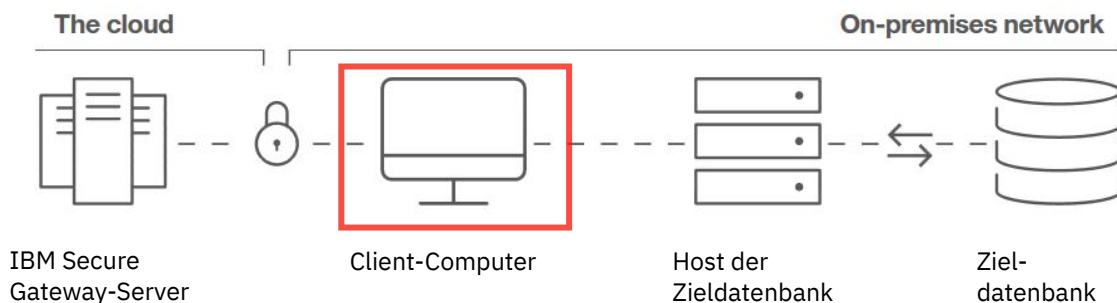 The cloud
On-premises network
IBM Secure
Gateway-Server
Client-Computer
Host der
Zieldatenbank
Ziel-
datenbank